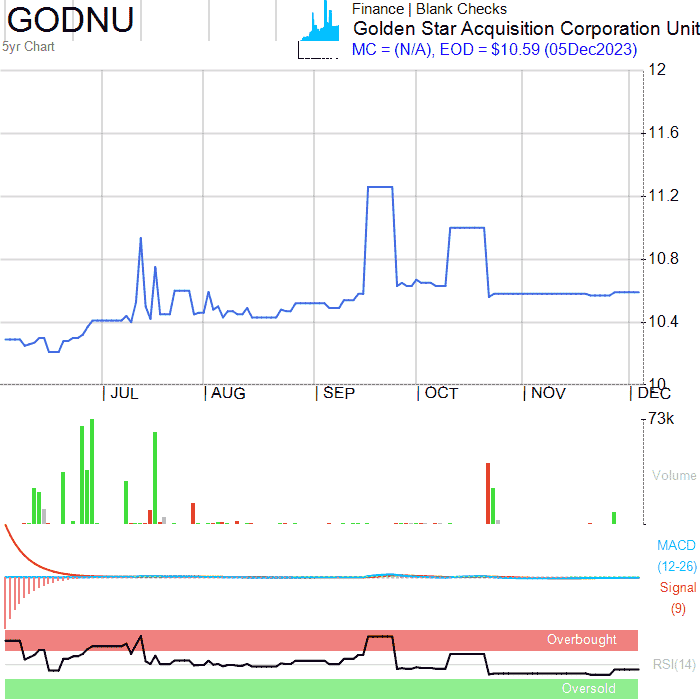 GODNU
5yr Chart
Finance | Blank Checks
Golden Star Acquisition Corporation Unit
MC = (N/A), EOD = $10.59 (05Dec2023)
12
11.6
11.2
10.8
10.4
10
JUL
AUG
SEP
OCT
NOV
DEC
73k
Volume
MACD
(12-26)
Signal
(9)
Overbought
RSI(14)
Oversold